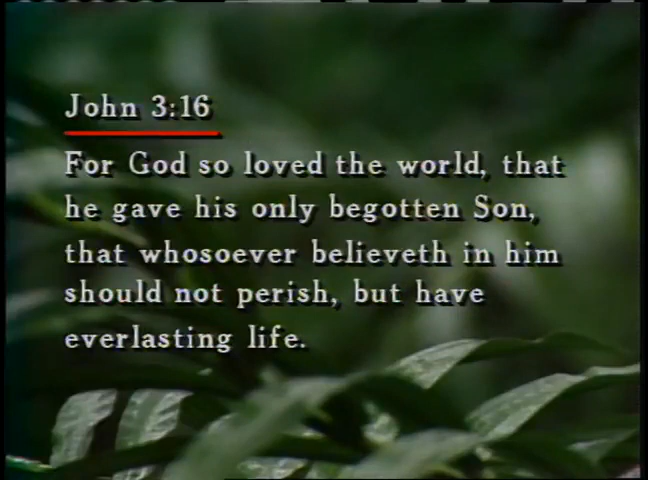 John 3:16
For God so loved the world, that
he gave his only begotten Son,
that whosoever believeth in him
should not perish, but have
everlasting life.